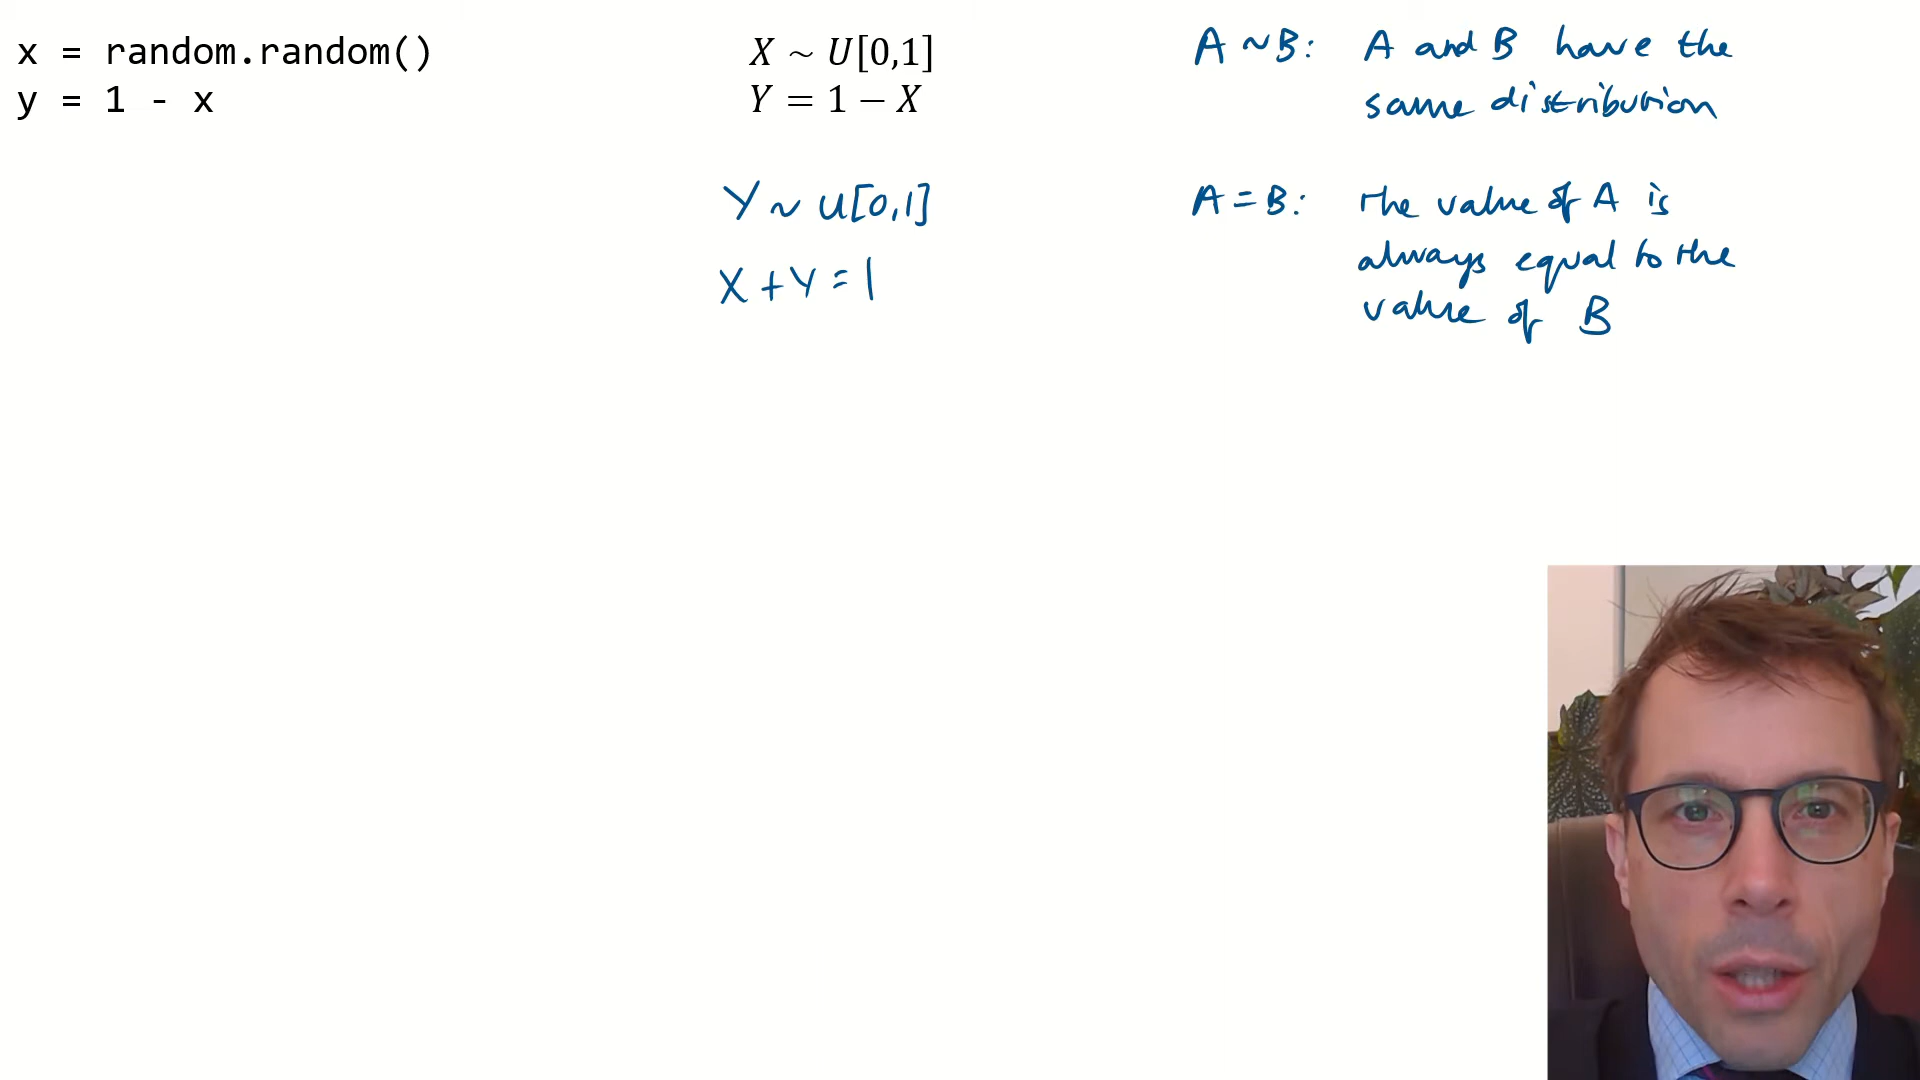 x = random.random()
y = 1 - x
X ~ U[0,1]
Y = 1 − X
Y ~ U[0,1]
X + Y = 1
A ~ B: A and B have the
same distribution
A = B: the value of A is
always equal to the
value of B